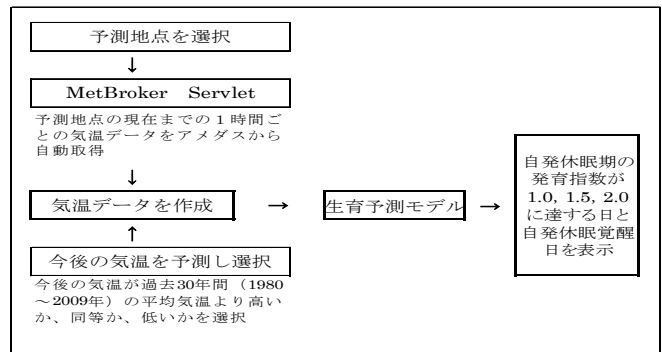 予測地点を選択
↓
MetBroker Servlet
予測地点の現在までの1時間ご
との気温データをアメダスから
自動取得
↓
気温データを作成 → 生育予測モデル →
↑
今後の気温を予測し選択
今後の気温が過去30年間（1980
～2009年）の平均気温より高い
か、同等か、低いかを選択
自発休眠期の
発育指数が
1.0, 1.5, 2.0
に達する日と
自発休眠覚醒
日を表示